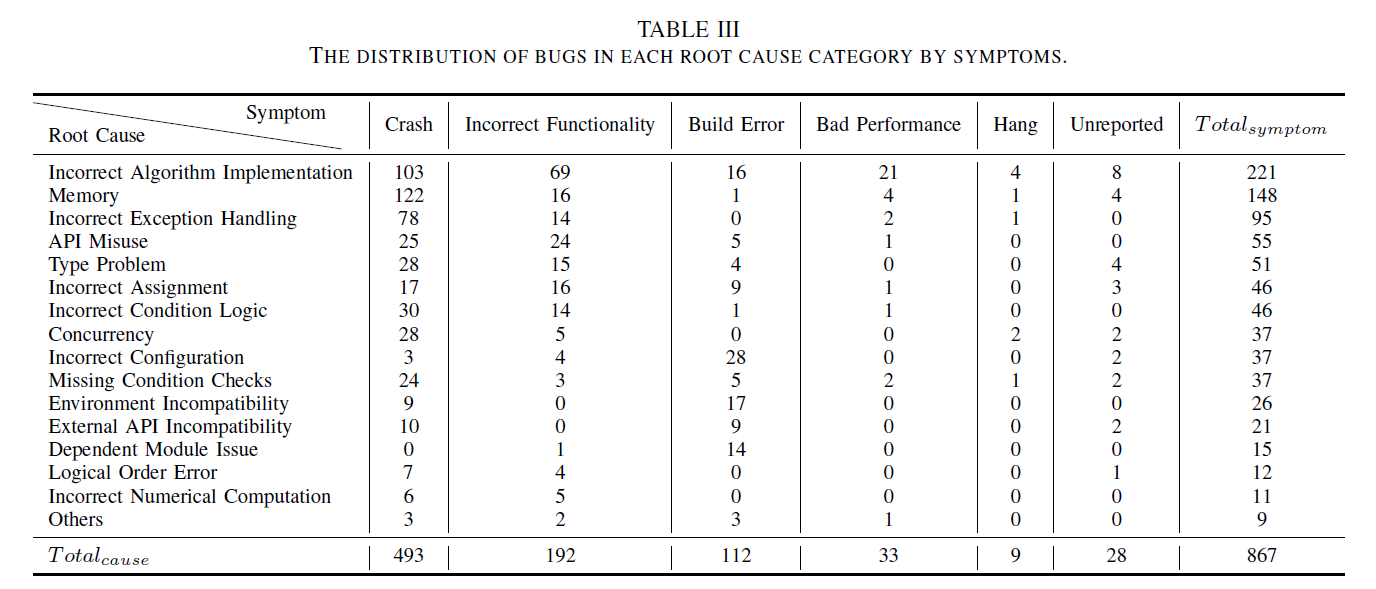 TABLE III
THE DISTRIBUTION OF BUGS IN EACH ROOT CAUSE CATEGORY BY SYMPTOMS.
Symptom
Root Cause
Crash Incorrect Functionality Build Error Bad Performance Hang Unreported Total_symptom
Incorrect Algorithm Implementation 103 69 16 21 4 8 221
Memory 122 16 1 4 1 4 148
Incorrect Exception Handling 78 14 0 2 1 0 95
API Misuse 25 24 5 1 0 0 55
Type Problem 28 15 4 0 0 4 51
Incorrect Assignment 17 16 9 1 0 3 46
Incorrect Condition Logic 30 14 1 1 0 0 46
Concurrency 28 5 0 0 2 2 37
Incorrect Configuration 3 4 28 0 0 2 37
Missing Condition Checks 24 3 5 2 1 2 37
Environment Incompatibility 9 0 17 0 0 0 26
External API Incompatibility 10 0 9 0 0 2 21
Dependent Module Issue 0 1 14 0 0 0 15
Logical Order Error 7 4 0 0 0 1 12
Incorrect Numerical Computation 6 5 0 0 0 0 11
Others 3 2 3 1 0 0 9
Total_cause 493 192 112 33 9 28 867